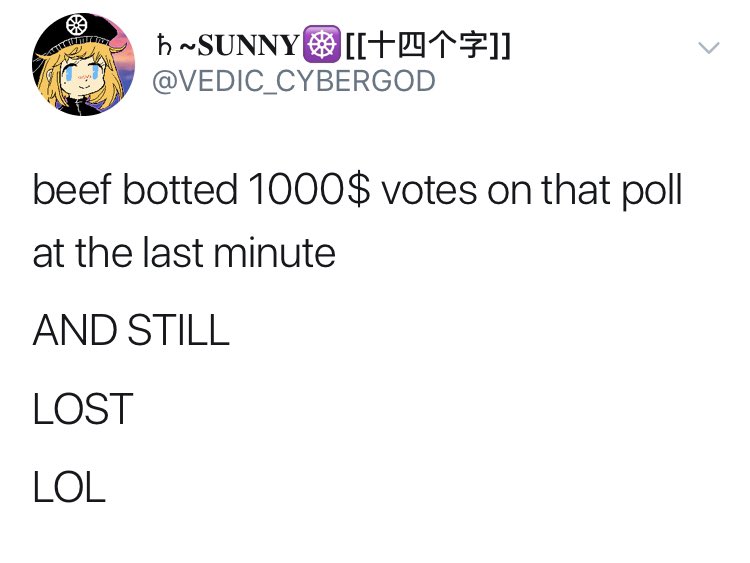 ♄~SUNNY☸️[[十四个字]]
@VEDIC_CYBERGOD
beef botted 1000$ votes on that poll
at the last minute
AND STILL
LOST
LOL